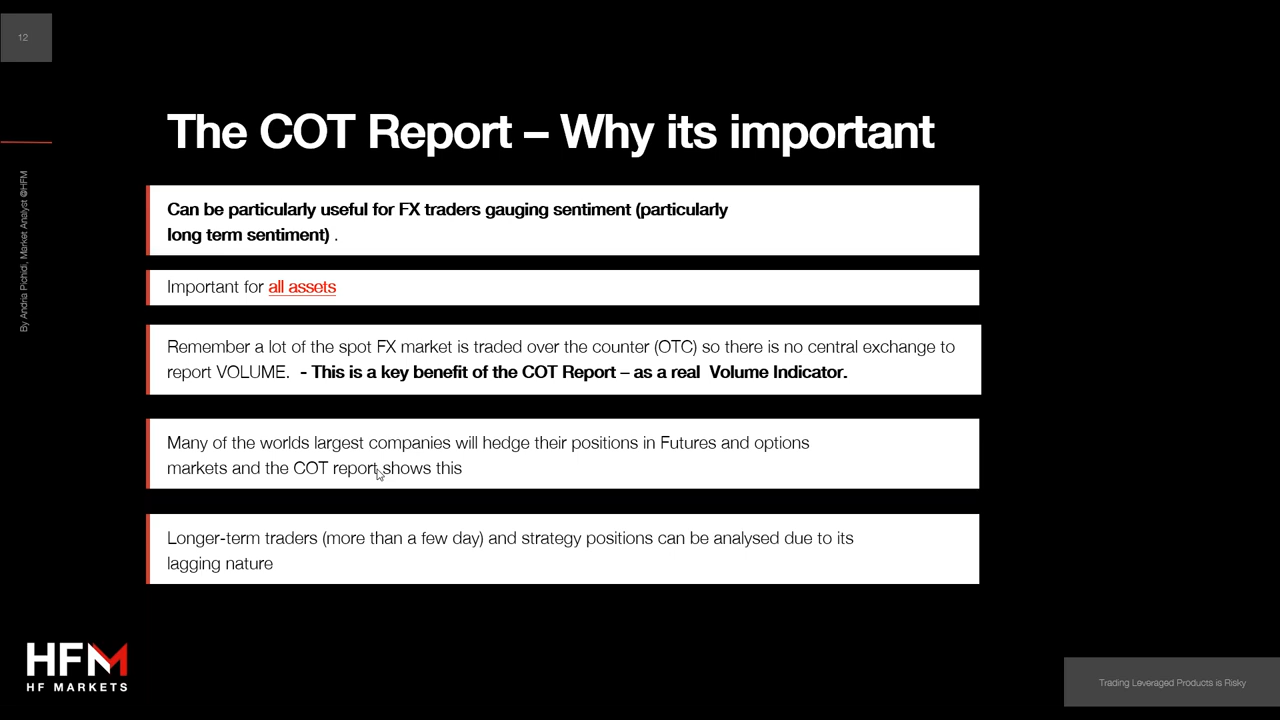 12
The COT Report – Why its important
By Andria Pichidi, Market Analyst @HFM
Can be particularly useful for FX traders gauging sentiment (particularly
long term sentiment) .
Important for all assets
Remember a lot of the spot FX market is traded over the counter (OTC) so there is no central exchange to
report VOLUME.  - This is a key benefit of the COT Report – as a real  Volume Indicator.
Many of the worlds largest companies will hedge their positions in Futures and options
markets and the COT report shows this
Longer-term traders (more than a few day) and strategy positions can be analysed due to its
lagging nature
HFM
HF MARKETS
Trading Leveraged Products is Risky